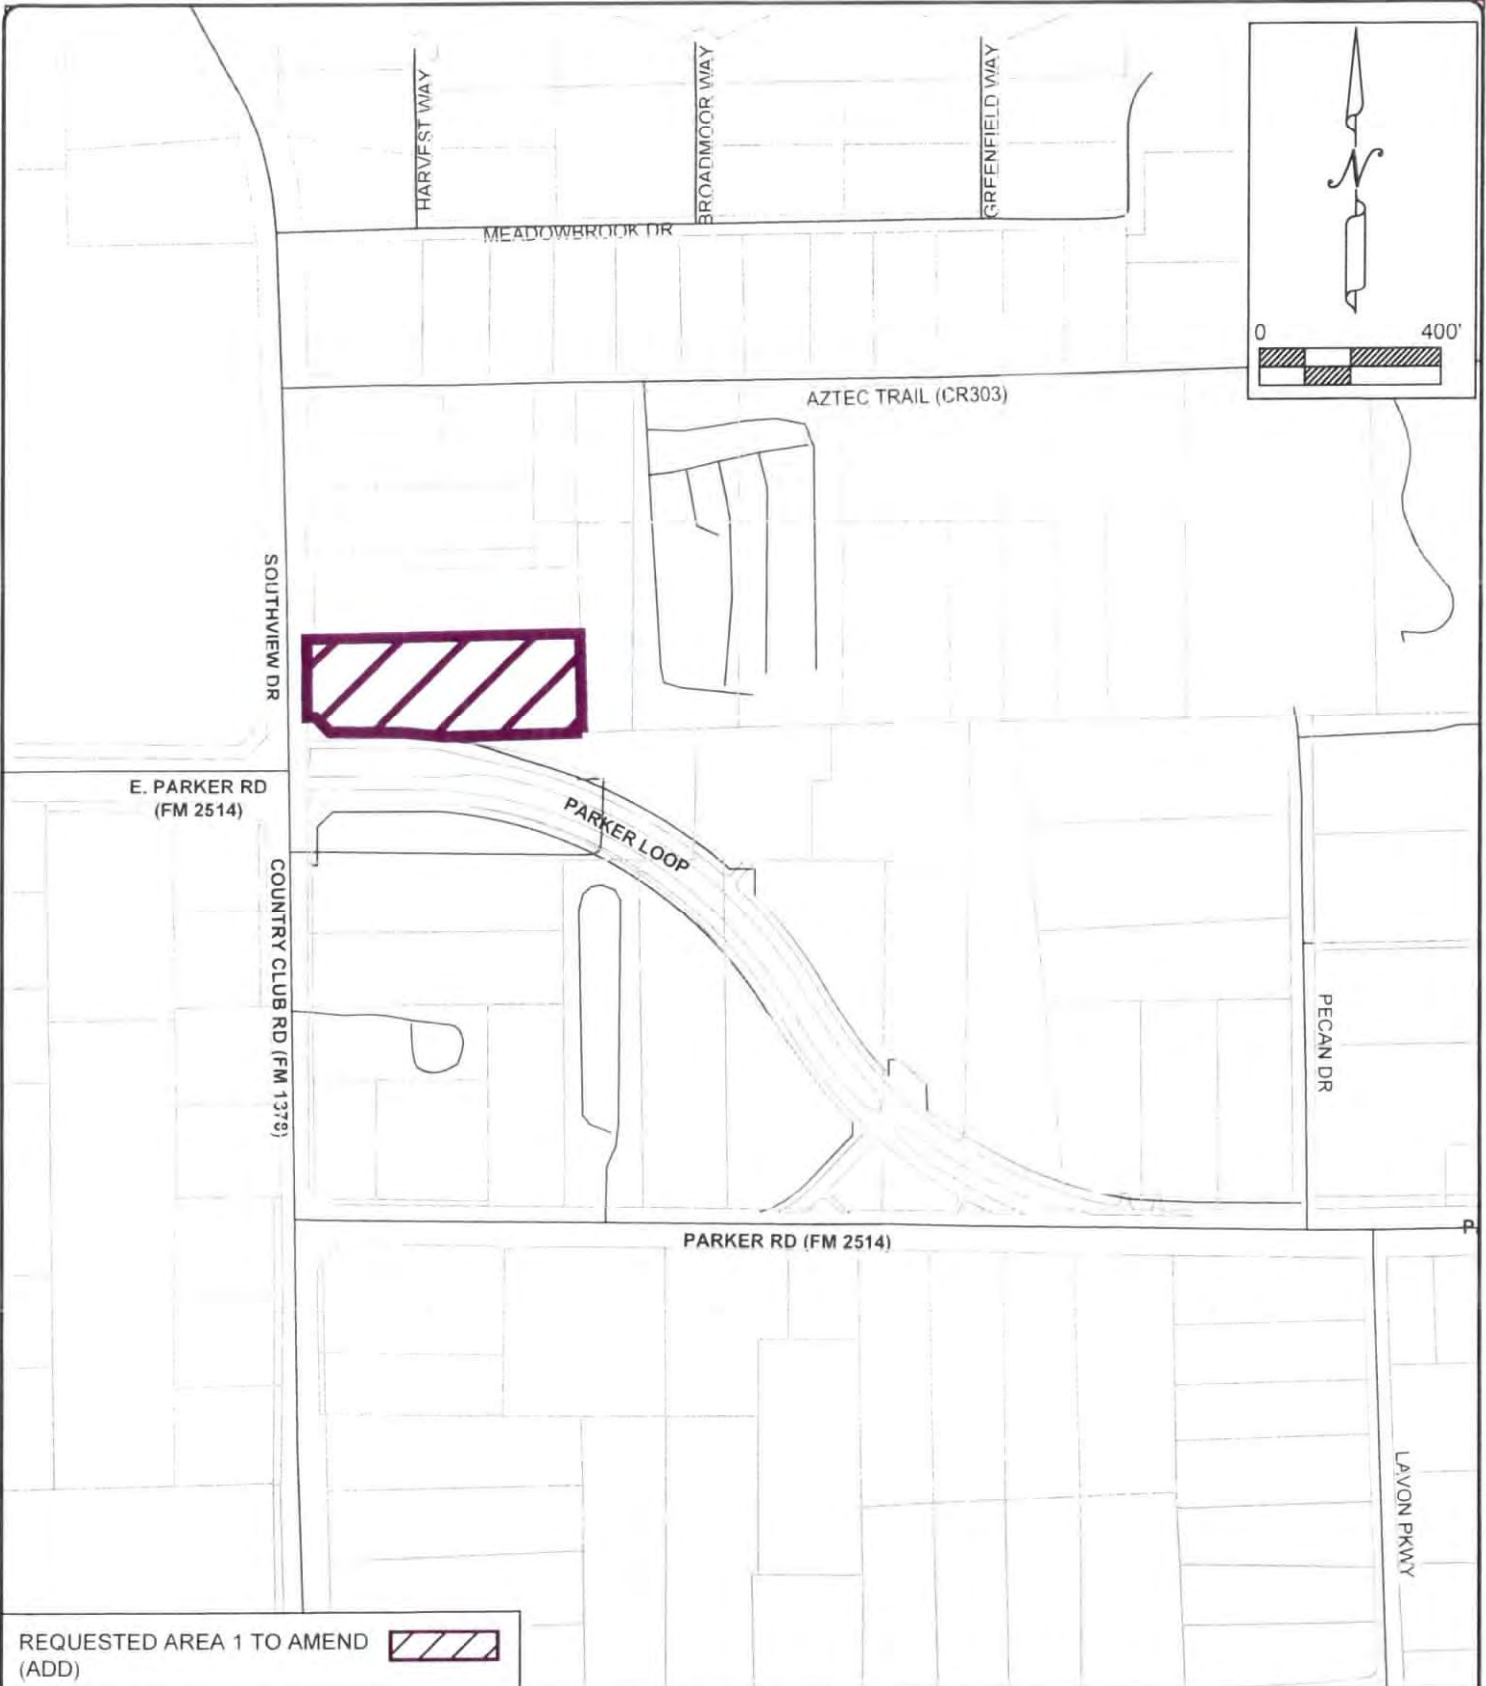 HARVEST WAY
BROADMOOR WAY
GREENFIELD WAY
N
MEADOWBROOK DR
0 400'
AZTEC TRAIL (CR303)
SOUTHVIEW DR
E. PARKER RD
(FM 2514)
PARKER LOOP
COUNTRY CLUB RD (FM 1378)
PECAN DR
PARKER RD (FM 2514)
P
LAVON PKWY
REQUESTED AREA 1 TO AMEND
(ADD)